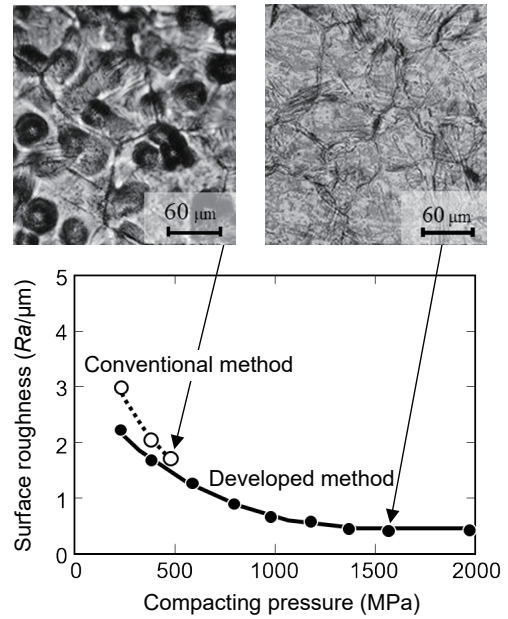 60 μm
60 μm
Surface roughness (Ra/μm)
5
4
3
2
1
0
Conventional method
Developed method
0
500
1000
1500
2000
Compacting pressure (MPa)